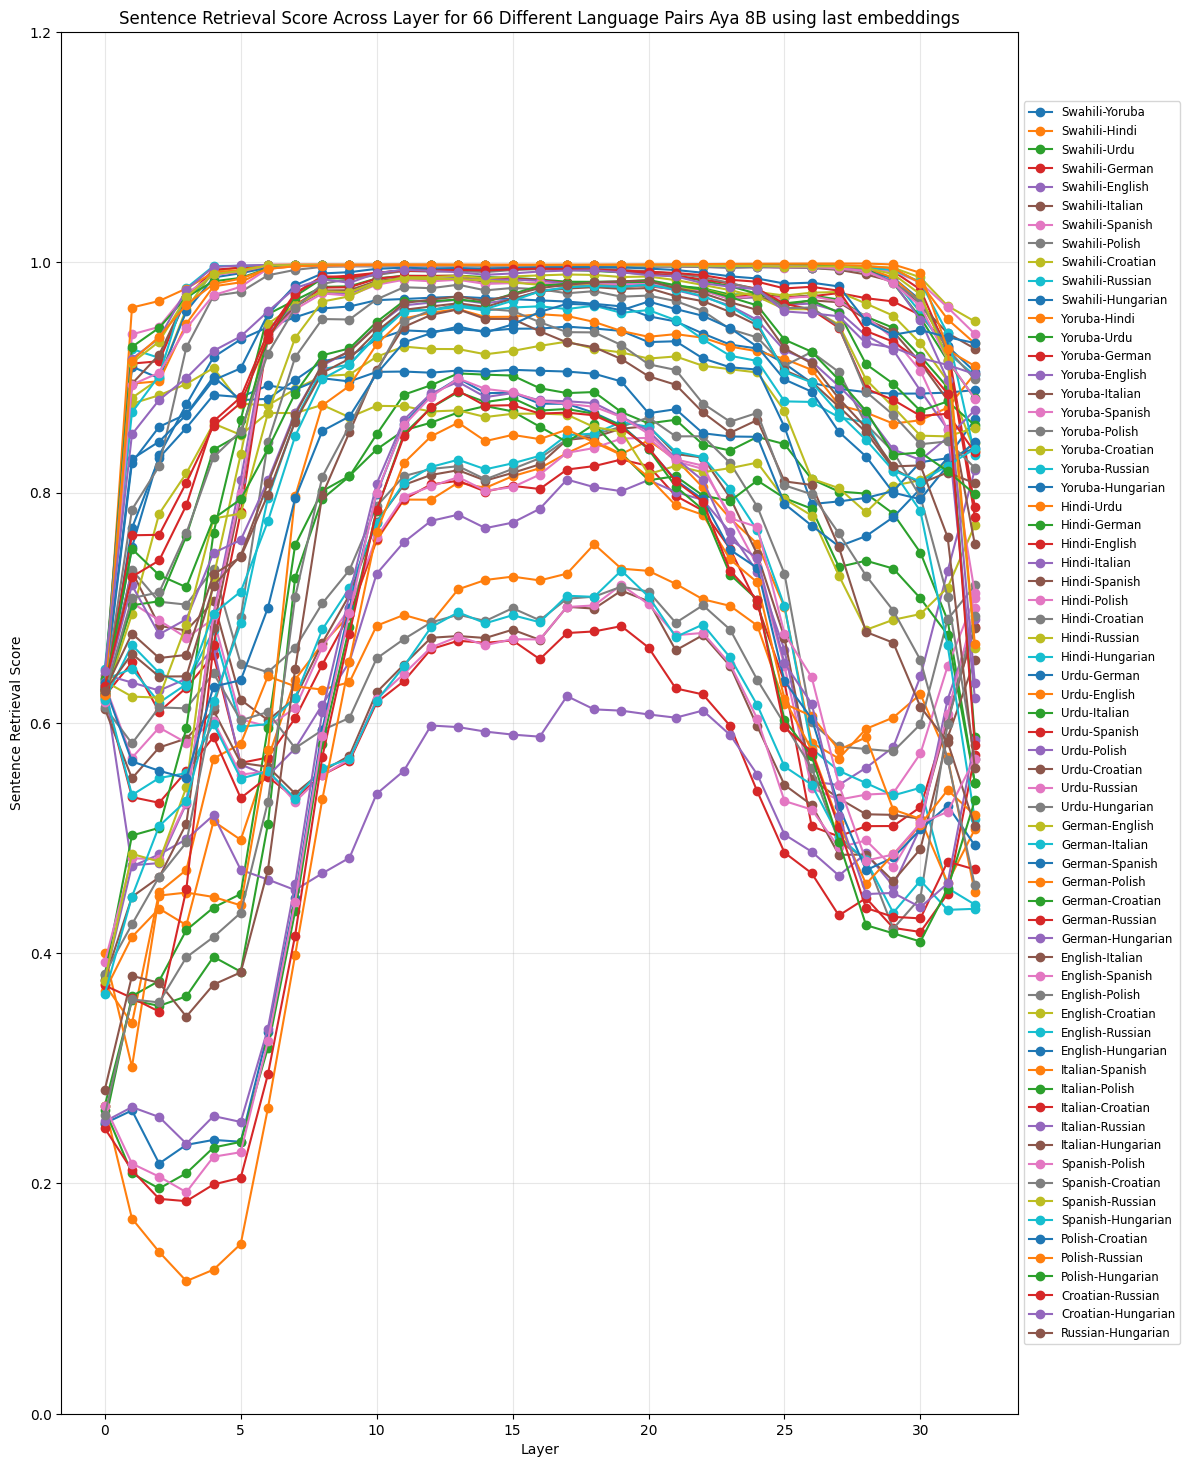 Sentence Retrieval Score Across Layer for 66 Different Language Pairs Aya 8B using last embeddings
1.2
1.0
0.8
0.6
0.4
0.2
0.0
Sentence Retrieval Score
0
5
10
15
20
25
30
Layer
Swahili-Yoruba
Swahili-Hindi
Swahili-Urdu
Swahili-German
Swahili-English
Swahili-Italian
Swahili-Spanish
Swahili-Polish
Swahili-Croatian
Swahili-Russian
Swahili-Hungarian
Yoruba-Hindi
Yoruba-Urdu
Yoruba-German
Yoruba-English
Yoruba-Italian
Yoruba-Spanish
Yoruba-Polish
Yoruba-Croatian
Yoruba-Russian
Yoruba-Hungarian
Hindi-Urdu
Hindi-German
Hindi-English
Hindi-Italian
Hindi-Spanish
Hindi-Polish
Hindi-Croatian
Hindi-Russian
Hindi-Hungarian
Urdu-German
Urdu-English
Urdu-Italian
Urdu-Spanish
Urdu-Polish
Urdu-Croatian
Urdu-Russian
Urdu-Hungarian
German-English
German-Italian
German-Spanish
German-Polish
German-Croatian
German-Russian
German-Hungarian
English-Italian
English-Spanish
English-Polish
English-Croatian
English-Russian
English-Hungarian
Italian-Spanish
Italian-Polish
Italian-Croatian
Italian-Russian
Italian-Hungarian
Spanish-Polish
Spanish-Croatian
Spanish-Russian
Spanish-Hungarian
Polish-Croatian
Polish-Russian
Polish-Hungarian
Croatian-Russian
Croatian-Hungarian
Russian-Hungarian